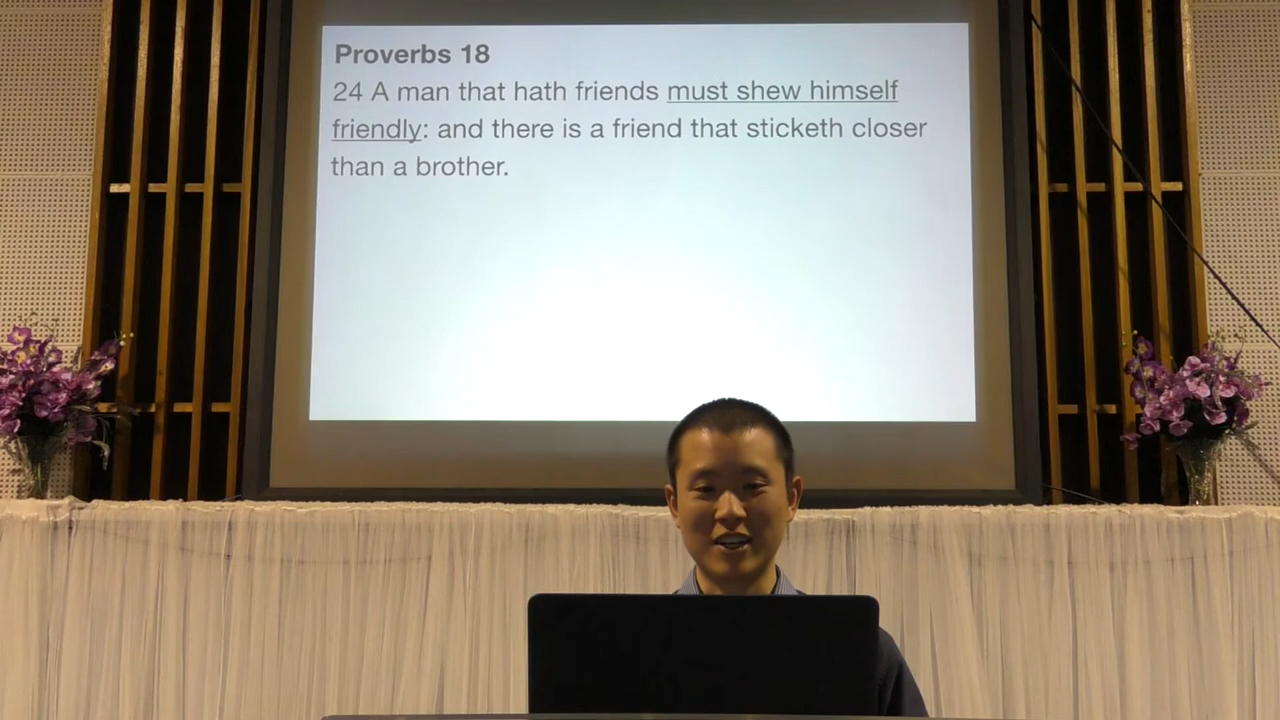 Proverbs 18
24 A man that hath friends must shew himself
friendly: and there is a friend that sticketh closer
than a brother.